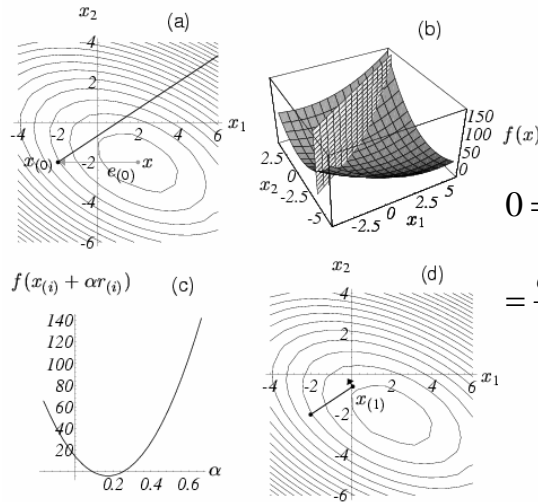 x₂ (a)
4
2
-4 -2 2 4 6 x₁
x₍₀₎ -2 e₍₀₎ x
-4
-6
(b)
150
100
50
0
f(x)
2.5
0
-2.5
-5
x₂
-2.5
0
2.5
5
x₁
0 =
=
f(x₍ᵢ₎ + αr₍ᵢ₎) (c)
140
120
100
80
60
40
20
0.2 0.4 0.6 α
x₂ (d)
4
2
-4 -2 2 4 6 x₁
x₍₁₎
-2
-4
-6